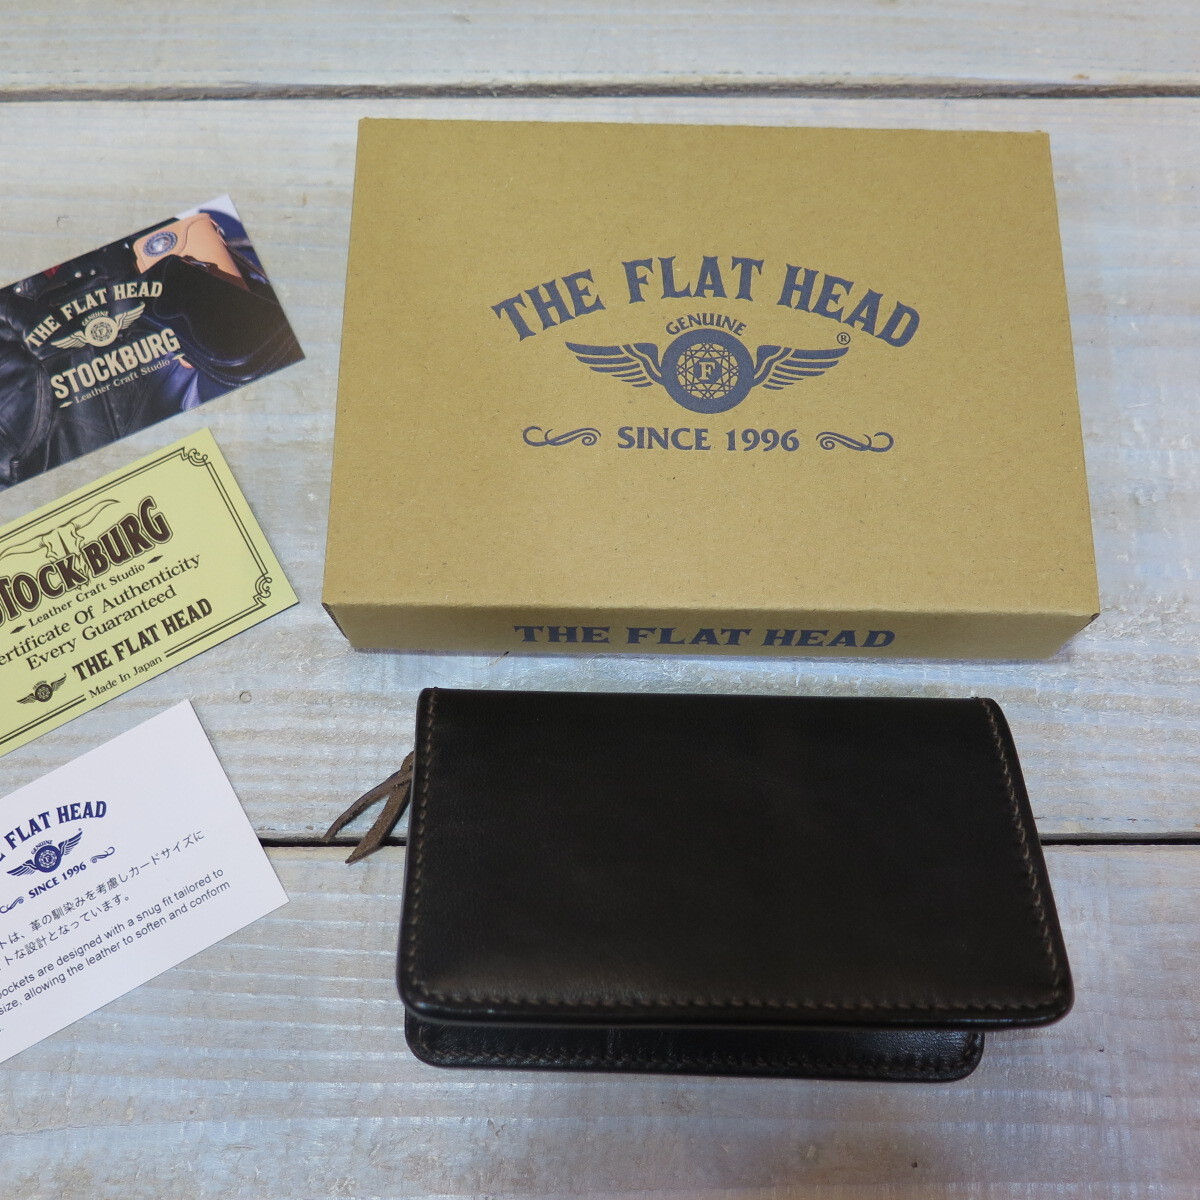 THE FLAT HEAD
GENUINE
F
®
SINCE 1996
THE FLAT HEAD
THE FLAT HEAD
GENUINE
F
STOCKBURG
Leather Craft Studio
STOCKBURG
Leather Craft Studio
Certificate Of Authenticity
Every Guaranteed
THE FLAT HEAD
Made In Japan
FLAT HEAD
GENUINE
F
SINCE 1996
トは、革の馴染みを考慮しカードサイズに
トな設計となっています。
pockets are designed with a snug fit tailored to
size, allowing the leather to soften and conform